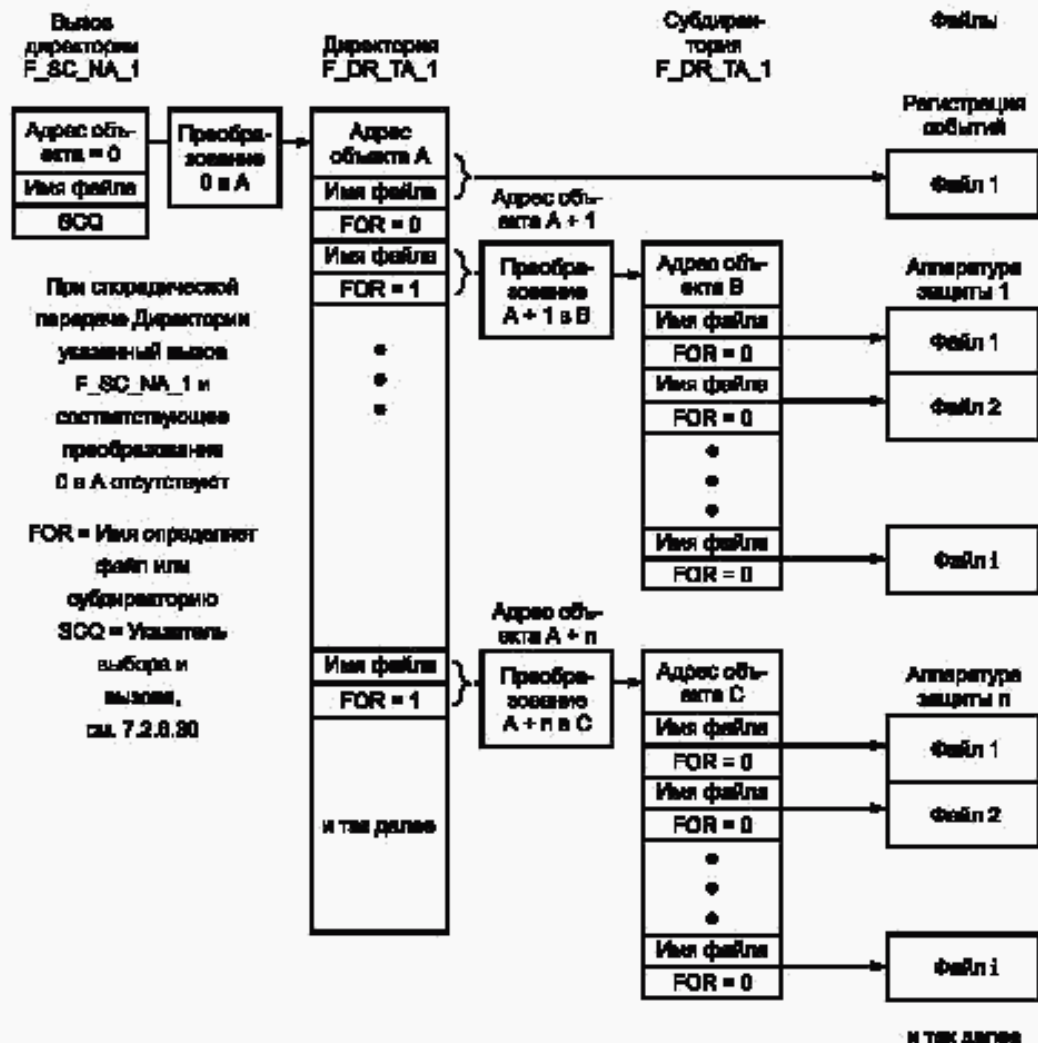 Вызов
директории
F_SC_NA_1
Директория
F_DR_TA_1
Субдирек-
тория
F_DR_TA_1
Файлы
Адрес объ-
екта = 0
Имя файла
SCQ
Преобра-
зование
0 в A
Адрес
объекта A
Имя файла
FOR = 0
Имя файла
FOR = 1
Регистрация
событий
Файл 1
Адрес объ-
екта A + 1
Преобра-
зование
A + 1 в B
Адрес объ-
екта B
Имя файла
FOR = 0
Имя файла
FOR = 0
Имя файла
FOR = 0
Аппаратура
защиты 1
Файл 1
Файл 2
Файл i
При спорадической
передаче Директории
указанный вызов
F_SC_NA_1 и
соответствующие
преобразования
0 в A отсутствуют
FOR = Имя определяет
файл или
субдиректорию
SCQ = Указатель
выбора и
вызова,
см. 7.2.6.30
Имя файла
FOR = 1
и так далее
Адрес объ-
екта A + n
Преобра-
зование
A + n в C
Адрес объ-
екта C
Имя файла
FOR = 0
Имя файла
FOR = 0
Имя файла
FOR = 0
Аппаратура
защиты n
Файл 1
Файл 2
Файл i
и так далее